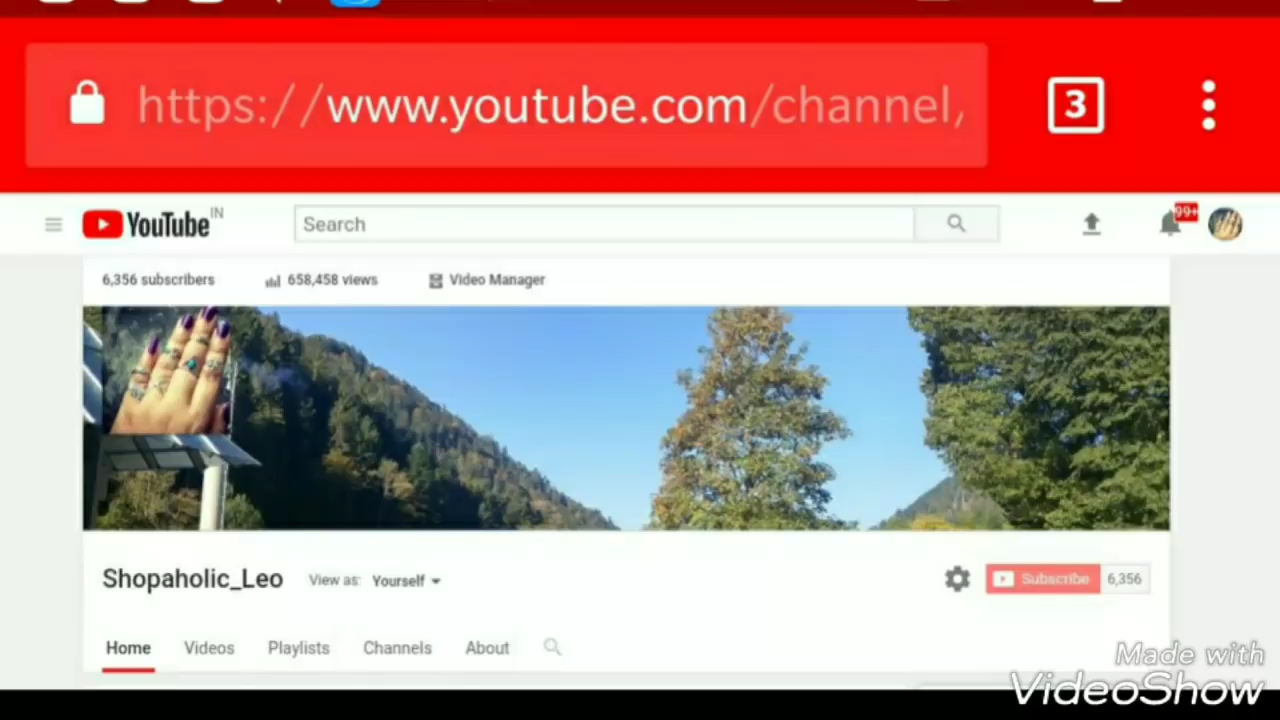 https://www.youtube.com/channel/
3
YouTube IN
Search
99+
6,356 subscribers
658,458 views
Video Manager
Shopaholic_Leo
View as: Yourself
Subscribe
6,356
Home
Videos
Playlists
Channels
About
Made with
VideoShow